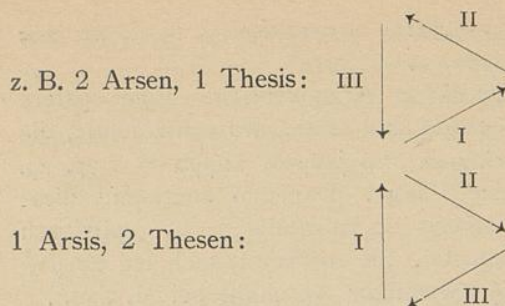 II
z. B. 2 Arsen, 1 Thesis: III
I
II
1 Arsis, 2 Thesen: I
III